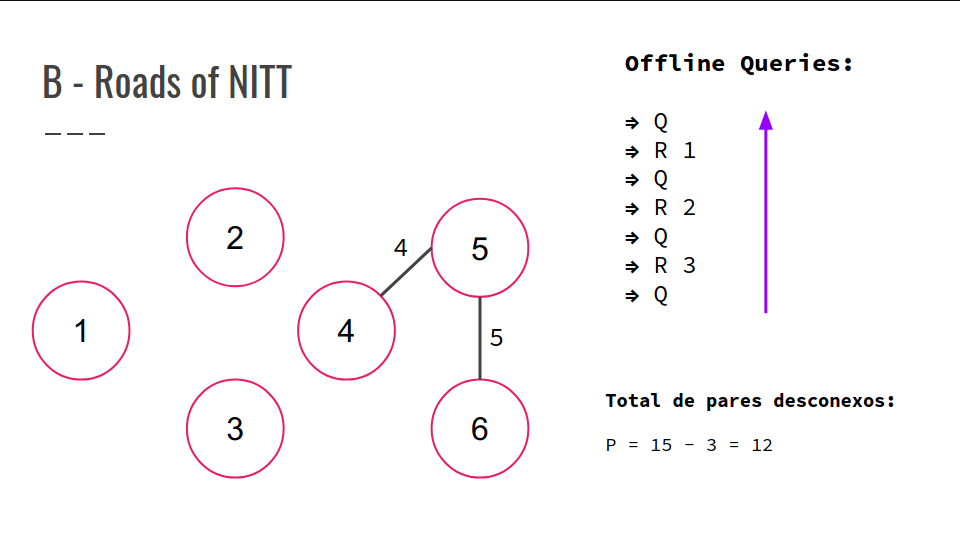 B - Roads of NITT
Offline Queries:
⇒ Q
⇒ R 1
⇒ Q
⇒ R 2
⇒ Q
⇒ R 3
⇒ Q
2
5
4
1
4
5
3
6
Total de pares desconexos:
P = 15 - 3 = 12